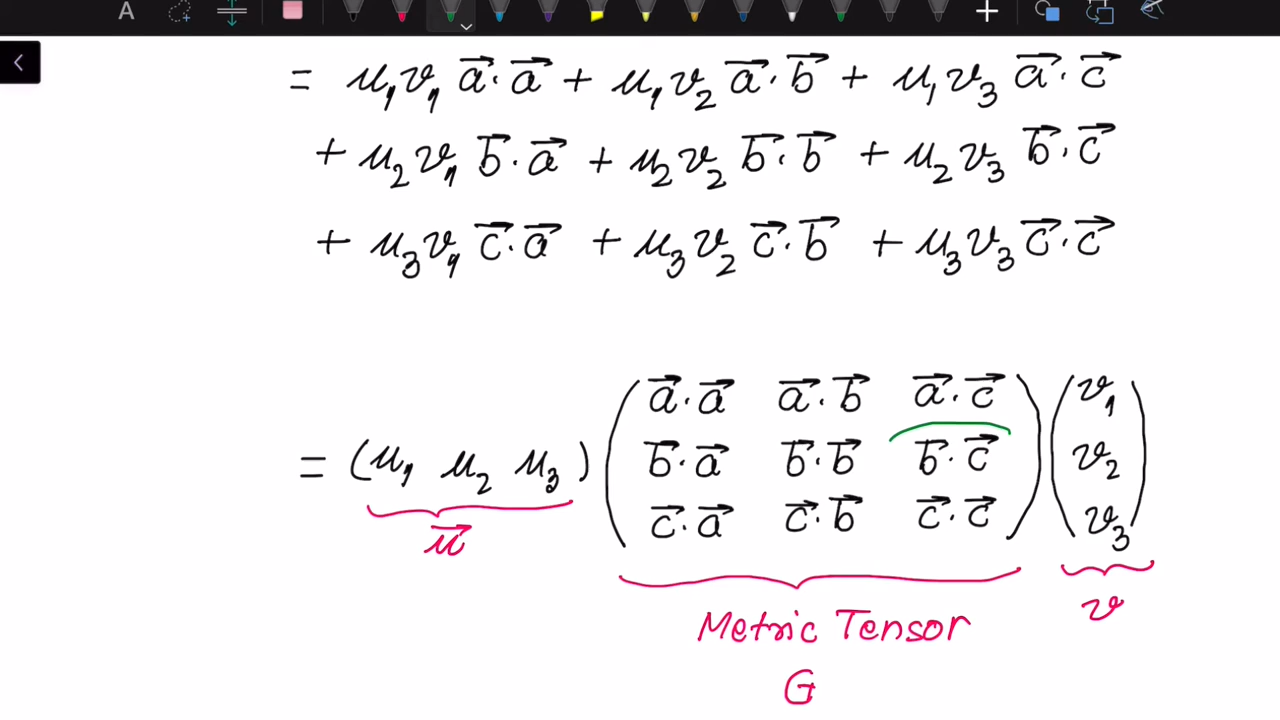 = u₁v₁ a⃗·a⃗ + u₁v₂ a⃗·b⃗ + u₁v₃ a⃗·c⃗
+ u₂v₁ b⃗·a⃗ + u₂v₂ b⃗·b⃗ + u₂v₃ b⃗·c⃗
+ u₃v₁ c⃗·a⃗ + u₃v₂ c⃗·b⃗ + u₃v₃ c⃗·c⃗
a⃗·a⃗ a⃗·b⃗ a⃗·c⃗ v₁
= (u₁ u₂ u₃) b⃗·a⃗ b⃗·b⃗ b⃗·c⃗ v₂
c⃗·a⃗ c⃗·b⃗ c⃗·c⃗ v₃
u⃗
Metric Tensor
v
G